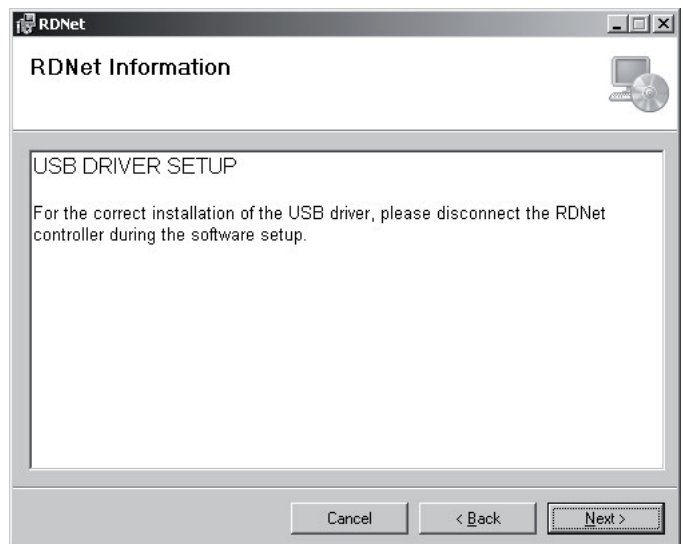 RDNet
RDNet Information
USB DRIVER SETUP
For the correct installation of the USB driver, please disconnect the RDNet
controller during the software setup.
Cancel
< Back
Next >